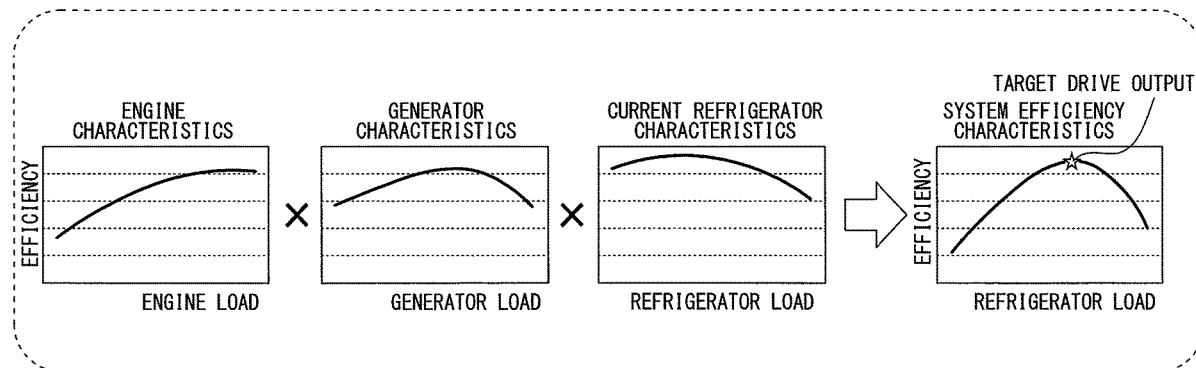 TARGET DRIVE OUTPUT
ENGINE
CHARACTERISTICS
GENERATOR
CHARACTERISTICS
CURRENT REFRIGERATOR
CHARACTERISTICS
SYSTEM EFFICIENCY
CHARACTERISTICS
EFFICIENCY
×
×
EFFICIENCY
ENGINE LOAD
GENERATOR LOAD
REFRIGERATOR LOAD
REFRIGERATOR LOAD